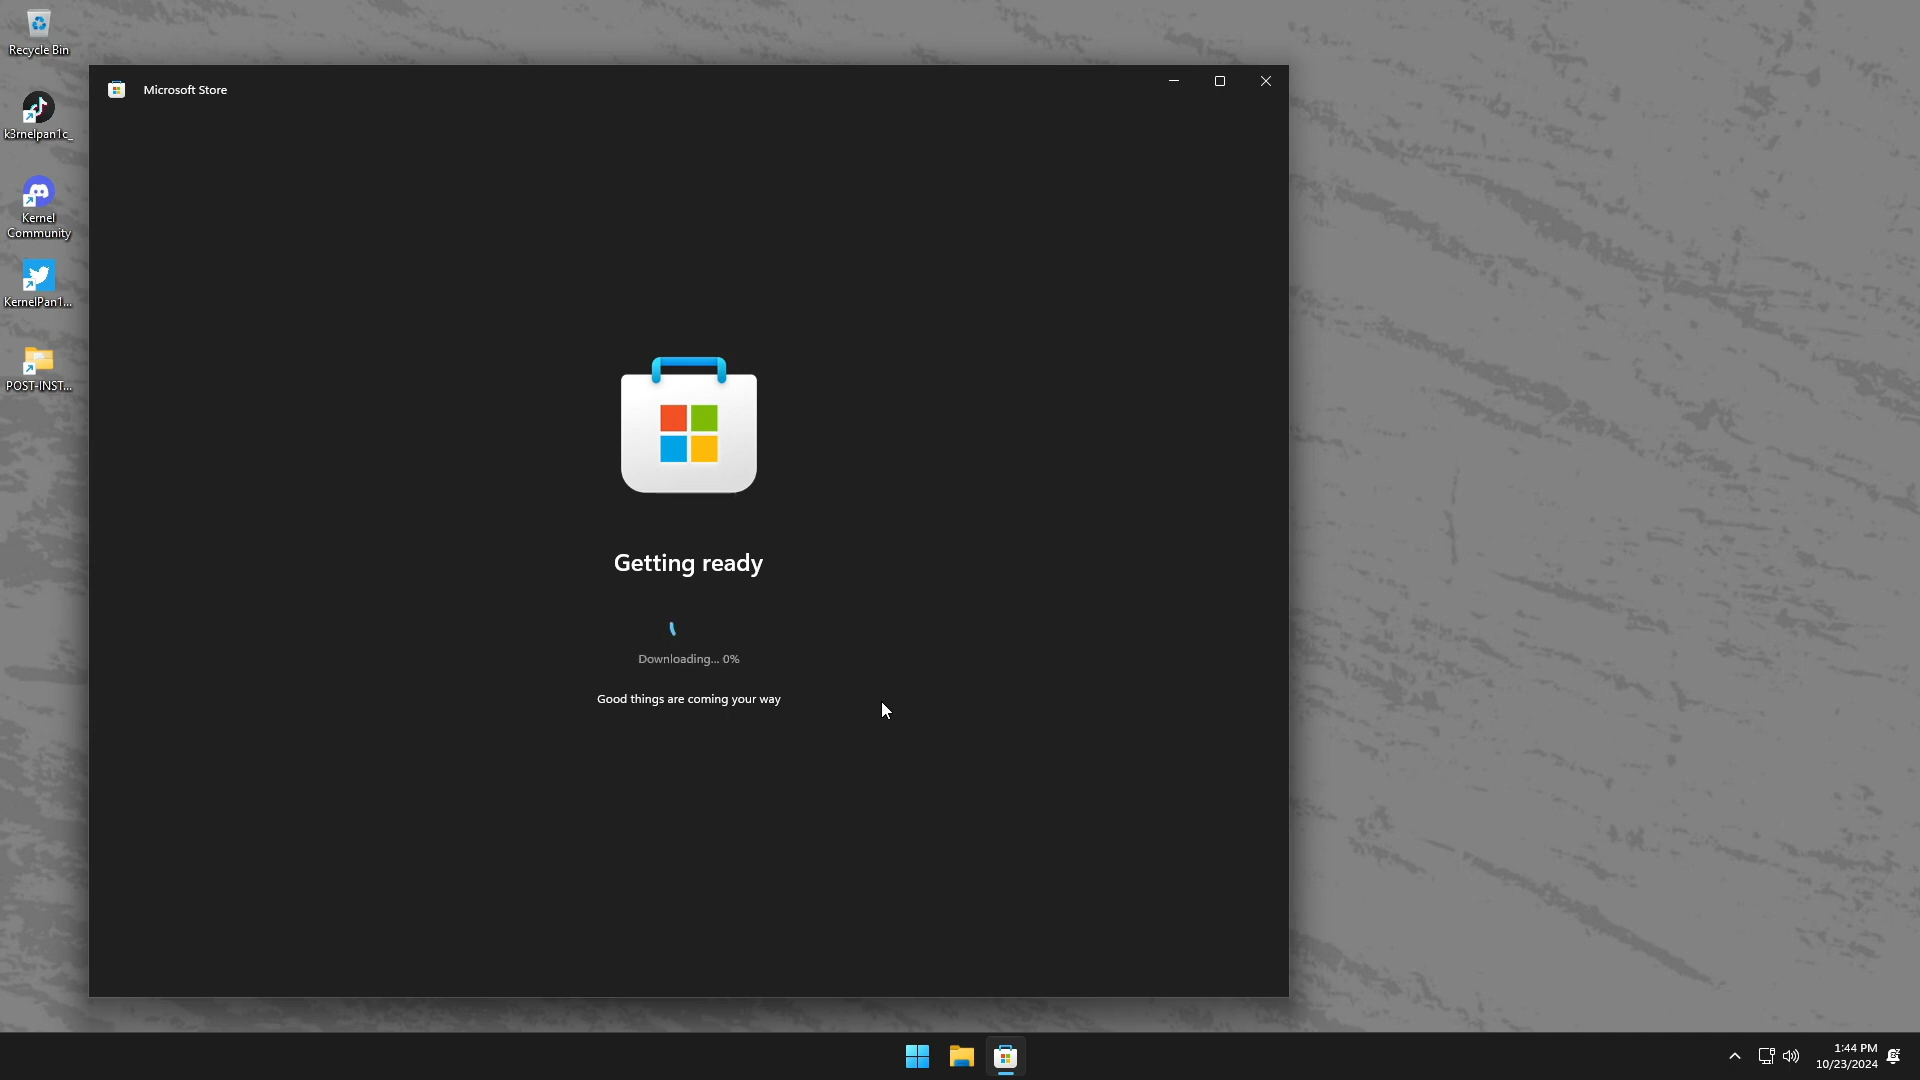 Recycle Bin
k3rnelpan1c_
Kernel
Community
KernelPan1...
POST-INST...
Microsoft Store
Getting ready
Downloading... 0%
Good things are coming your way
1:44 PM
10/23/2024